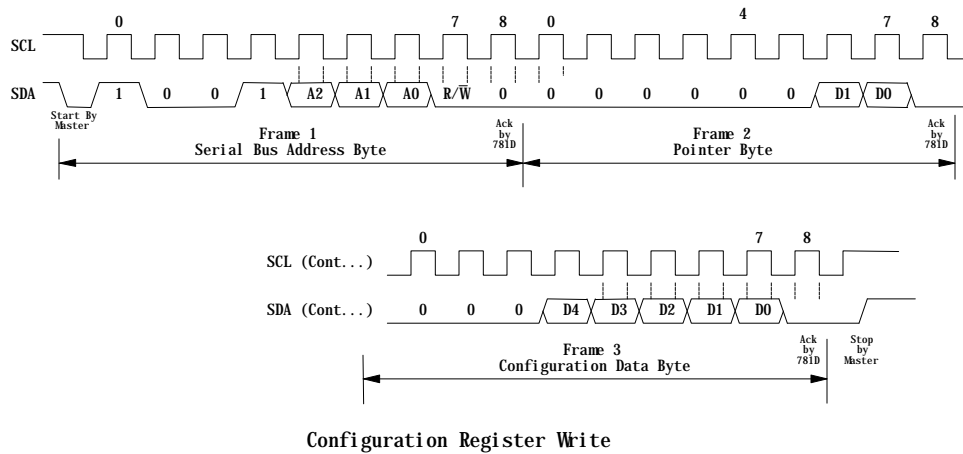 0 7 8 0 4 7 8
SCL
SDA 1 0 0 1 A2 A1 A0 R/W̅ 0 0 0 0 0 0 0 D1 D0
Start By
Master
Frame 1
Serial Bus Address Byte
Ack
by
781D
Frame 2
Pointer Byte
Ack
by
781D
0 7 8
SCL (Cont...)
SDA (Cont...) 0 0 0 D4 D3 D2 D1 D0
Frame 3
Configuration Data Byte
Ack
by
781D
Stop
by
Master
Configuration Register Write